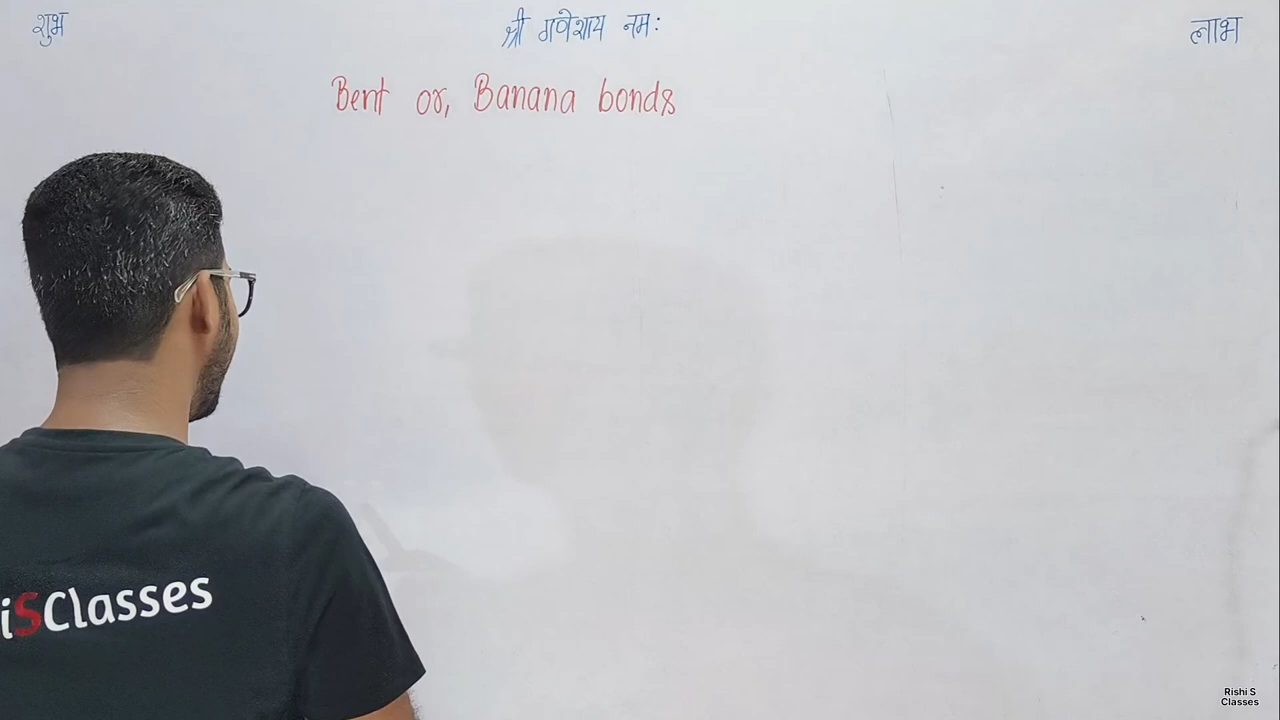 शुभ श्री गणेशाय नमः लाभ
Bent or, Banana bonds
iSClasses
Rishi S
Classes